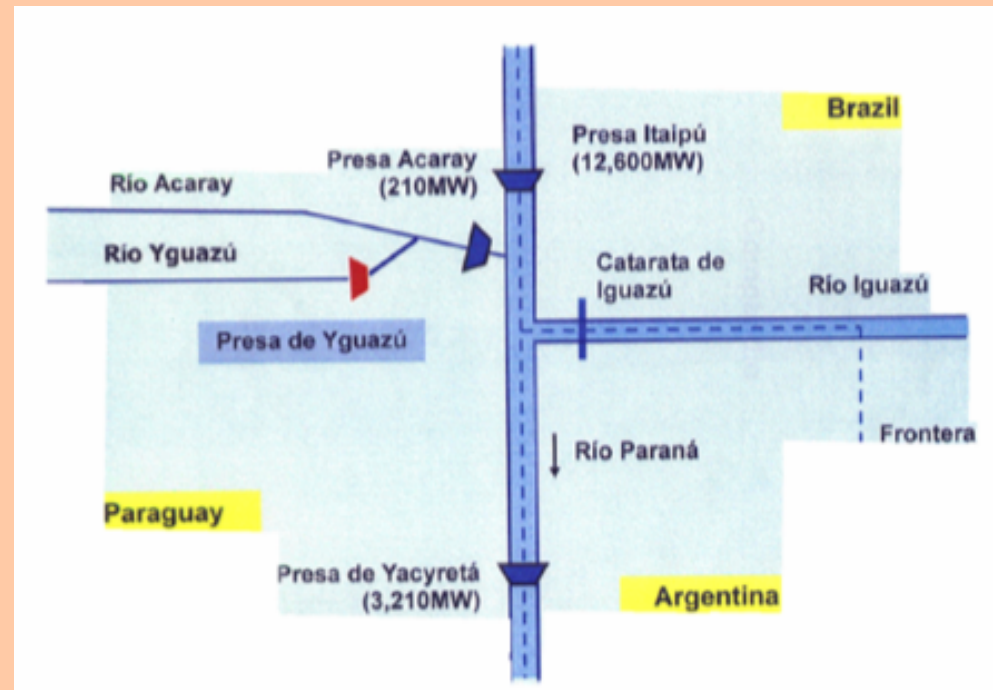 Brazil
Presa Itaipú
(12,600MW)
Presa Acaray
(210MW)
Río Acaray
Río Yguazú
Presa de Yguazú
Catarata de
Iguazú
Río Iguazú
Frontera
Río Paraná
Paraguay
Presa de Yacyretá
(3,210MW)
Argentina